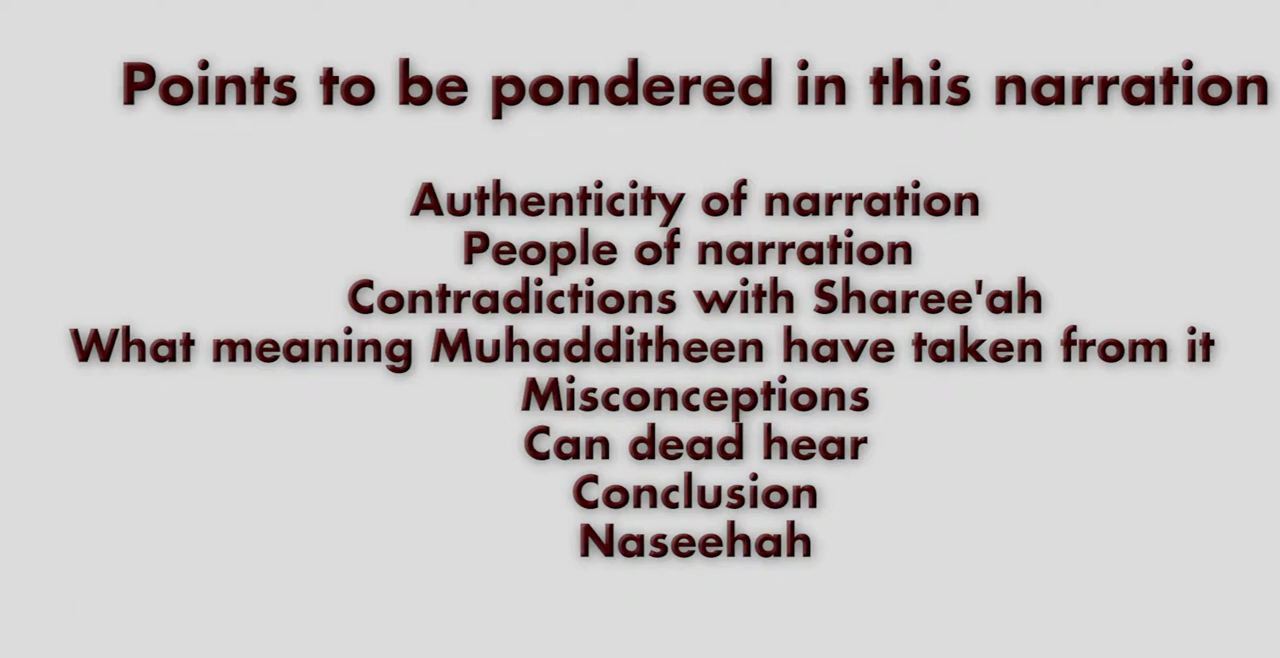 Points to be pondered in this narration
Authenticity of narration
People of narration
Contradictions with Sharee'ah
What meaning Muhadditheen have taken from it
Misconceptions
Can dead hear
Conclusion
Naseehah